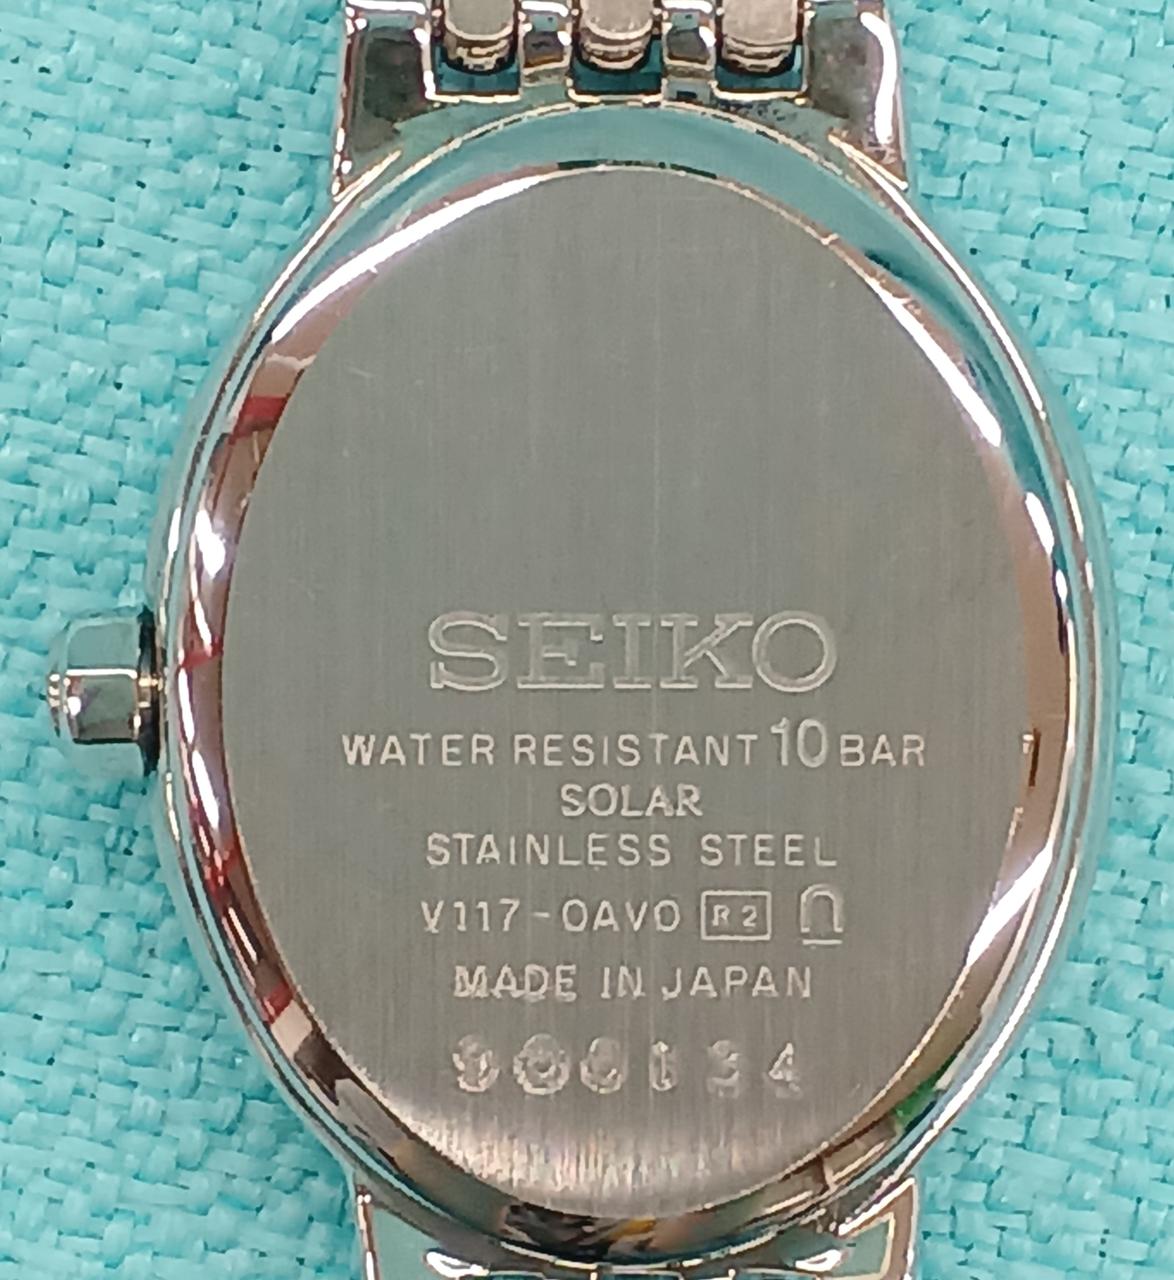 SEIKO
WATER RESISTANT 10 BAR
SOLAR
STAINLESS STEEL
V117-0AV0 R2
MADE IN JAPAN